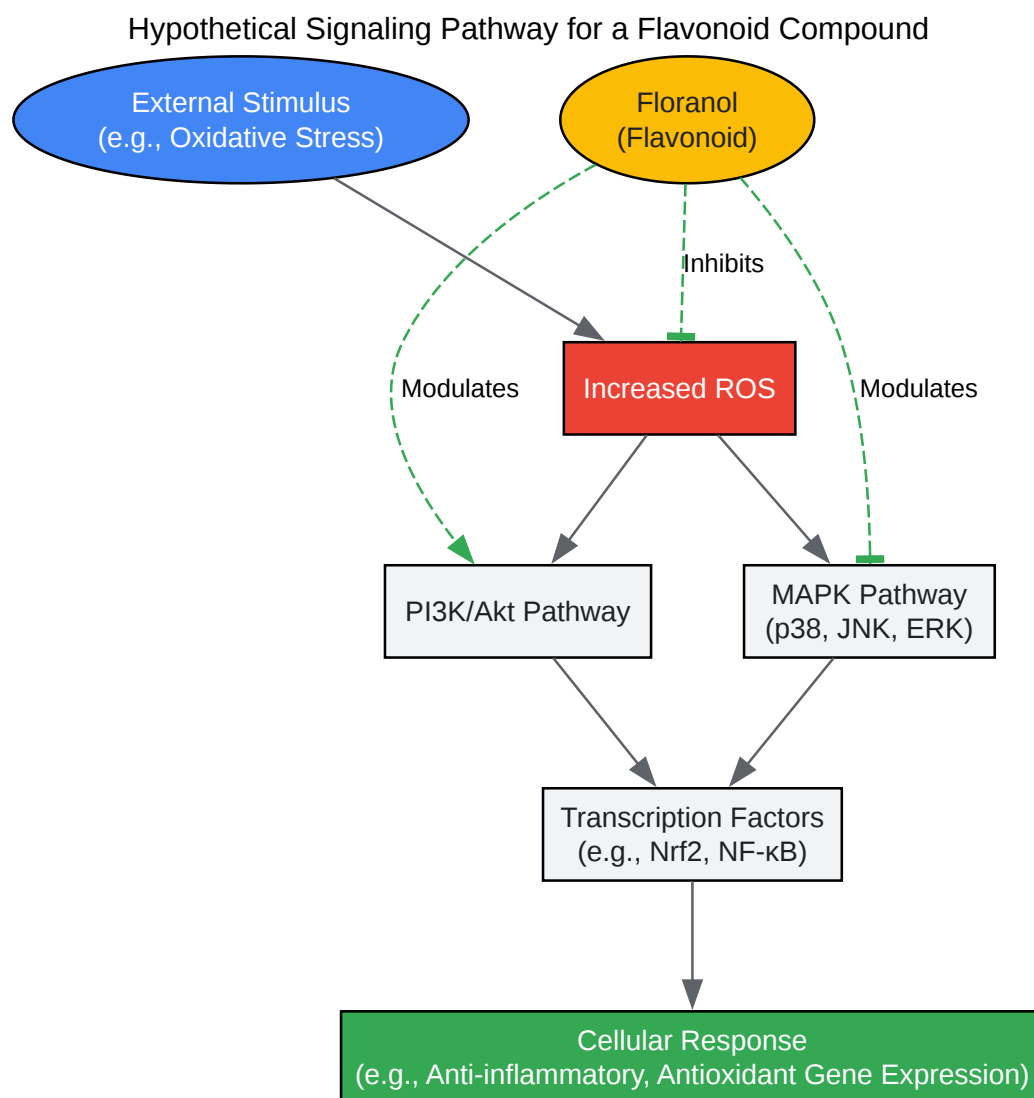 Hypothetical Signaling Pathway for a Flavonoid Compound
External Stimulus
(e.g., Oxidative Stress)
Floranol
(Flavonoid)
Inhibits
Increased ROS
Modulates
Modulates
PI3K/Akt Pathway
MAPK Pathway
(p38, JNK, ERK)
Transcription Factors
(e.g., Nrf2, NF-κB)
Cellular Response
(e.g., Anti-inflammatory, Antioxidant Gene Expression)